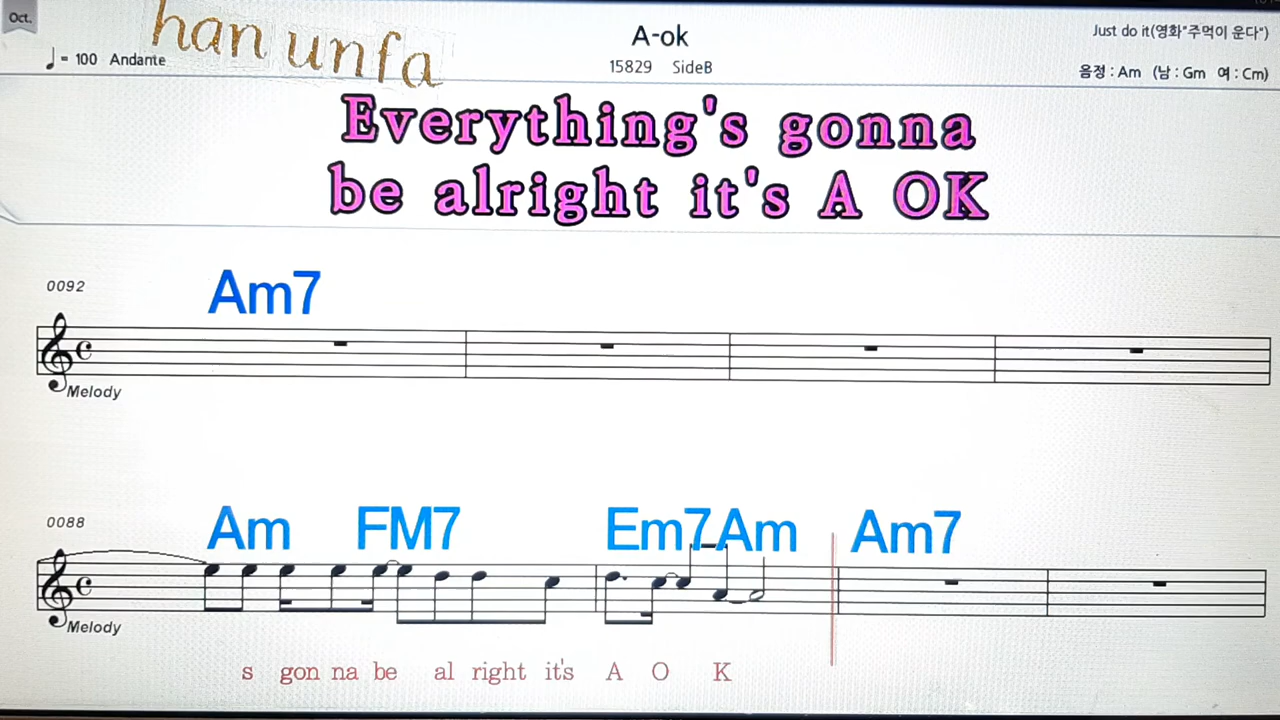 Oct.
han unfa
♩ = 100 Andante
A-ok
15829 SideB
Just do it(영화"주먹이 운다")
음정 : Am (남 : Gm 여 : Cm)
Everything's gonna
be alright it's A OK
0092
Am7
Melody
0088
Am FM7 Em7 Am Am7
Melody
s gon na be al right it's A O K